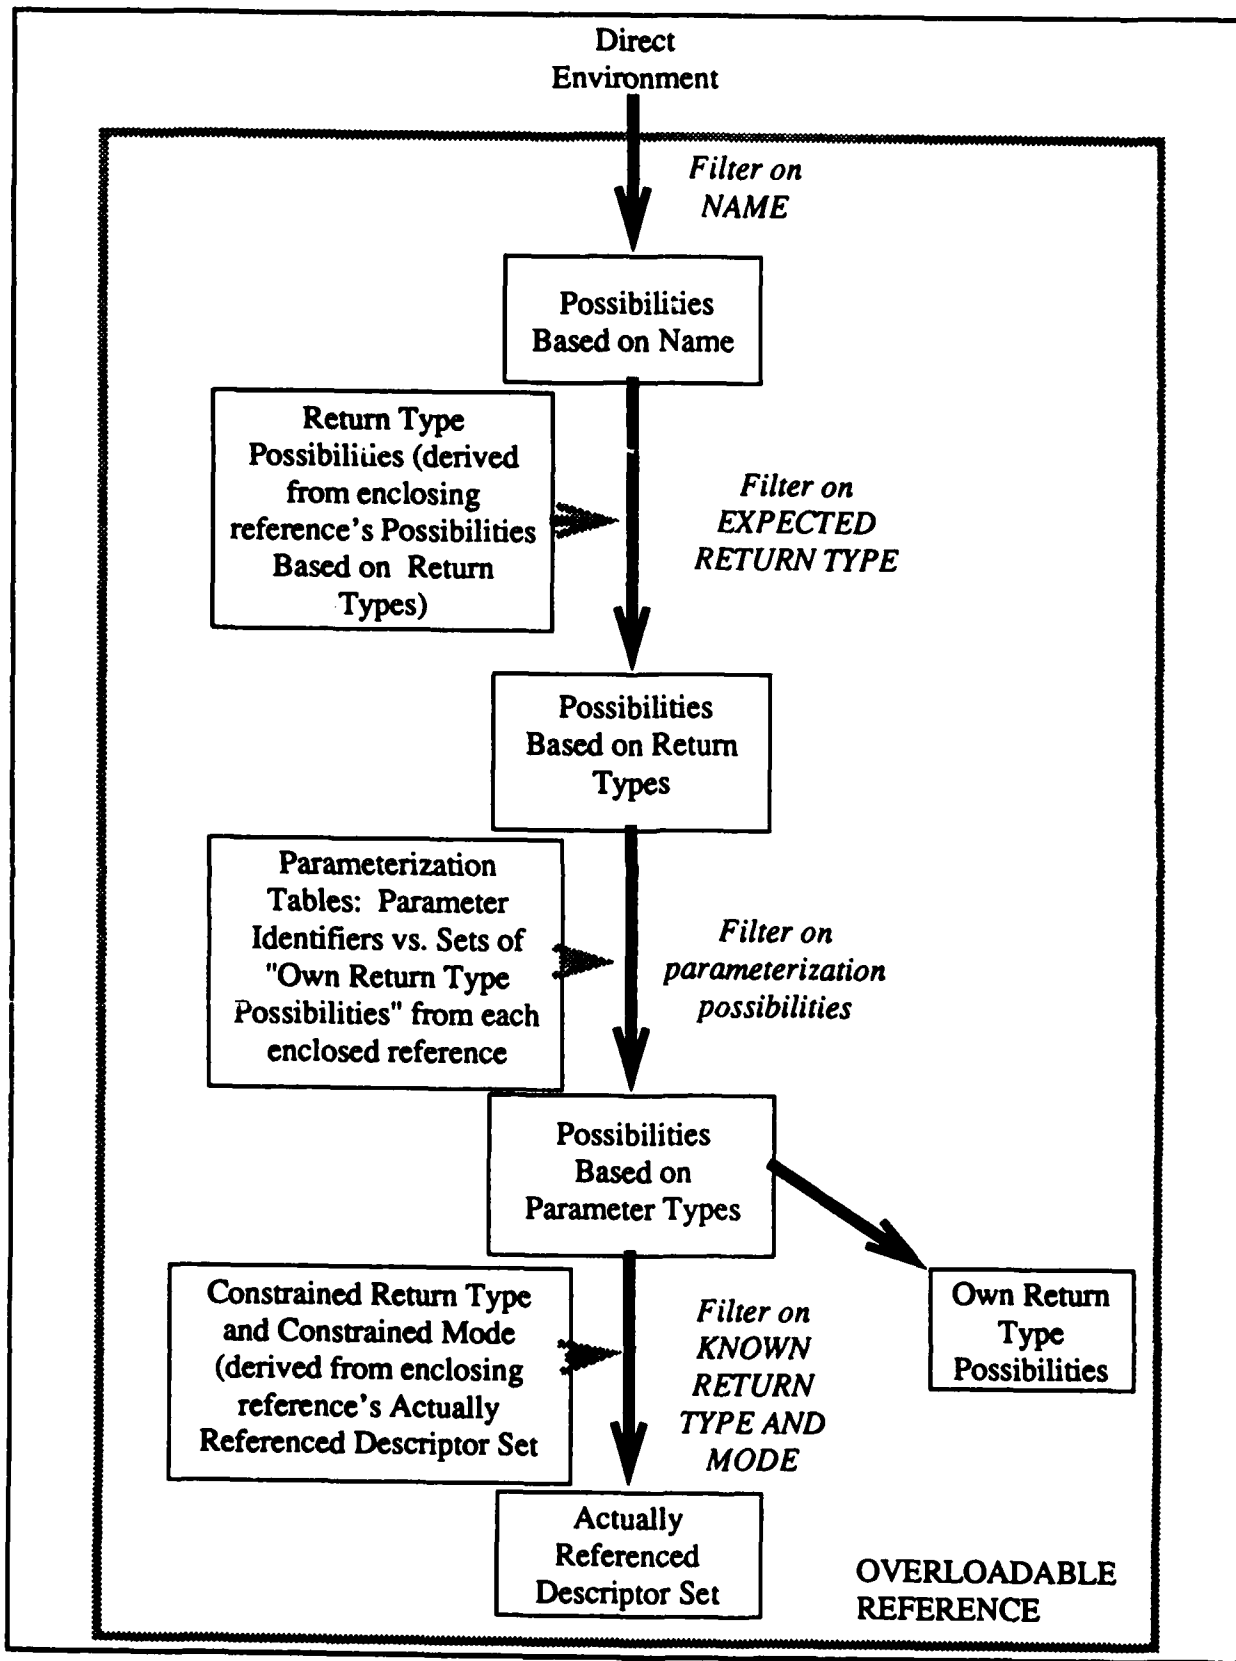 Direct
Environment
Filter on
NAME
Possibilities
Based on Name
Return Type
Possibilities (derived
from enclosing
reference's Possibilities
Based on Return
Types)
Filter on
EXPECTED
RETURN TYPE
Possibilities
Based on Return
Types
Parameterization
Tables: Parameter
Identifiers vs. Sets of
"Own Return Type
Possibilities" from each
enclosed reference
Filter on
parameterization
possibilities
Possibilities
Based on
Parameter Types
Constrained Return Type
and Constrained Mode
(derived from enclosing
reference's Actually
Referenced Descriptor Set
Filter on
KNOWN
RETURN
TYPE AND
MODE
Own Return
Type
Possibilities
Actually
Referenced
Descriptor Set
OVERLOADABLE
REFERENCE